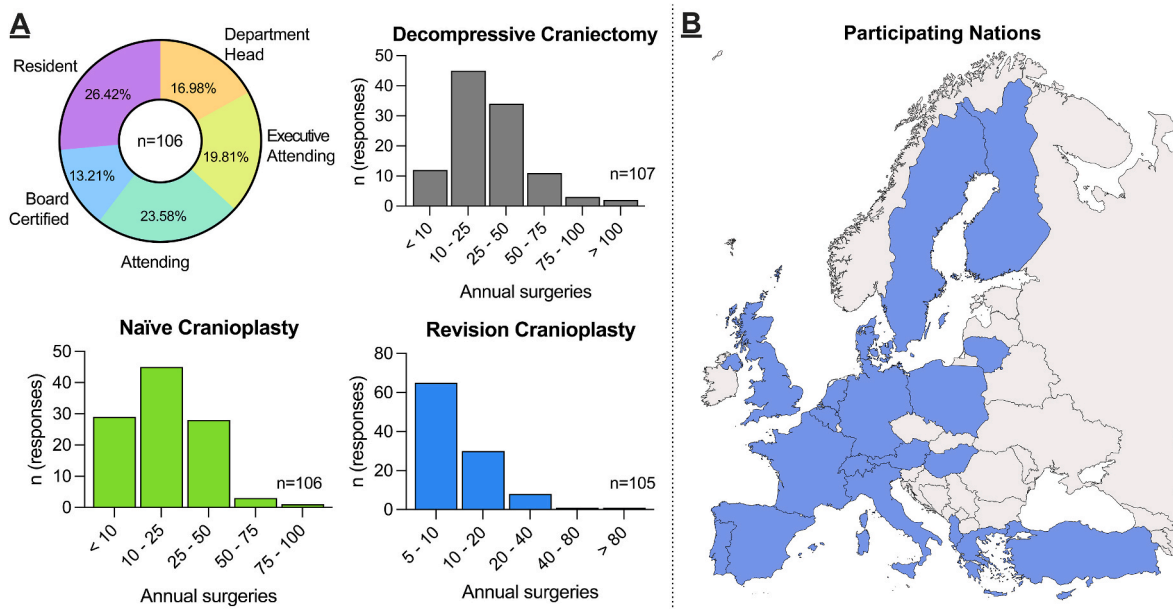 A
Department
Head
Resident
26.42%
16.98%
n=106
Executive
Attending
19.81%
13.21%
Board
Certified
23.58%
Attending
Decompressive Craniectomy
n (responses)
50
40
30
20
10
0
n=107
< 10
10 - 25
25 - 50
50 - 75
75 - 100
> 100
Annual surgeries
Naïve Cranioplasty
n (responses)
50
40
30
20
10
0
n=106
< 10
10 - 25
25 - 50
50 - 75
75 - 100
Annual surgeries
Revision Cranioplasty
n (responses)
80
60
40
20
0
n=105
5 - 10
10 - 20
20 - 40
40 - 80
> 80
Annual surgeries
B
Participating Nations